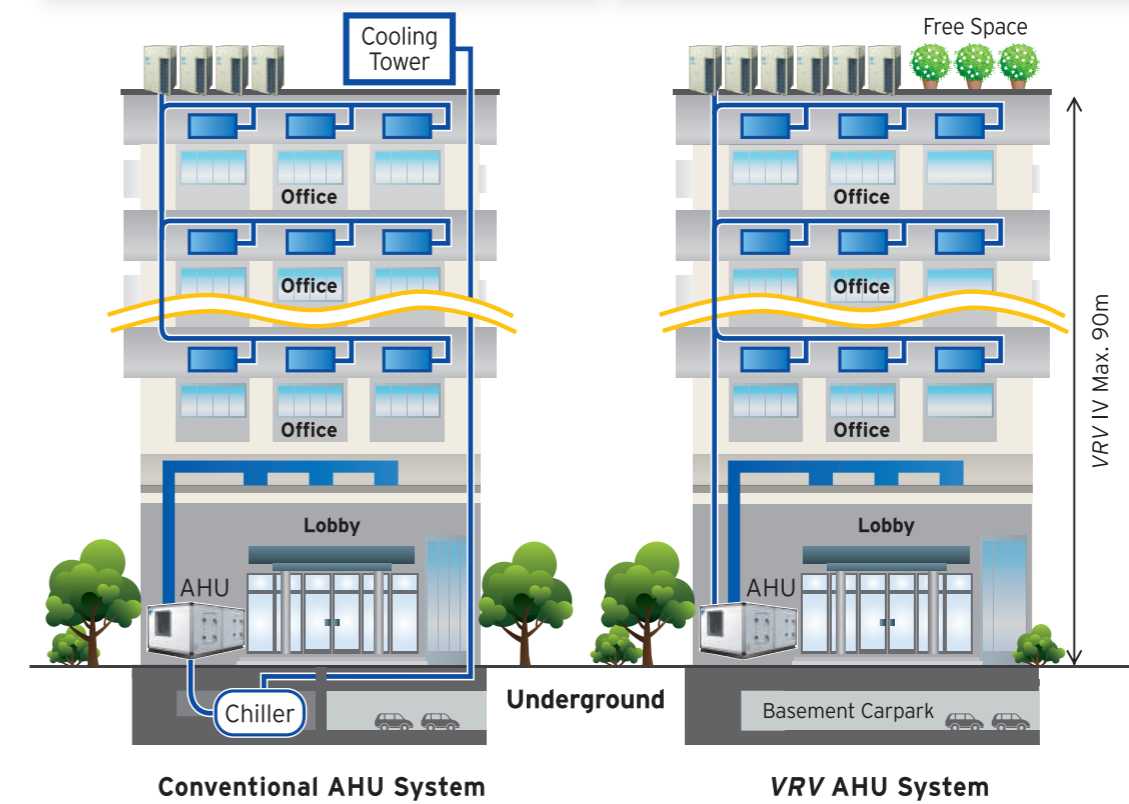 Cooling
Tower
Office
Office
Office
Lobby
AHU
Chiller
Conventional AHU System
Underground
Free Space
Office
Office
Office
Lobby
AHU
Basement Carpark
VRV IV Max. 90m
VRV AHU System